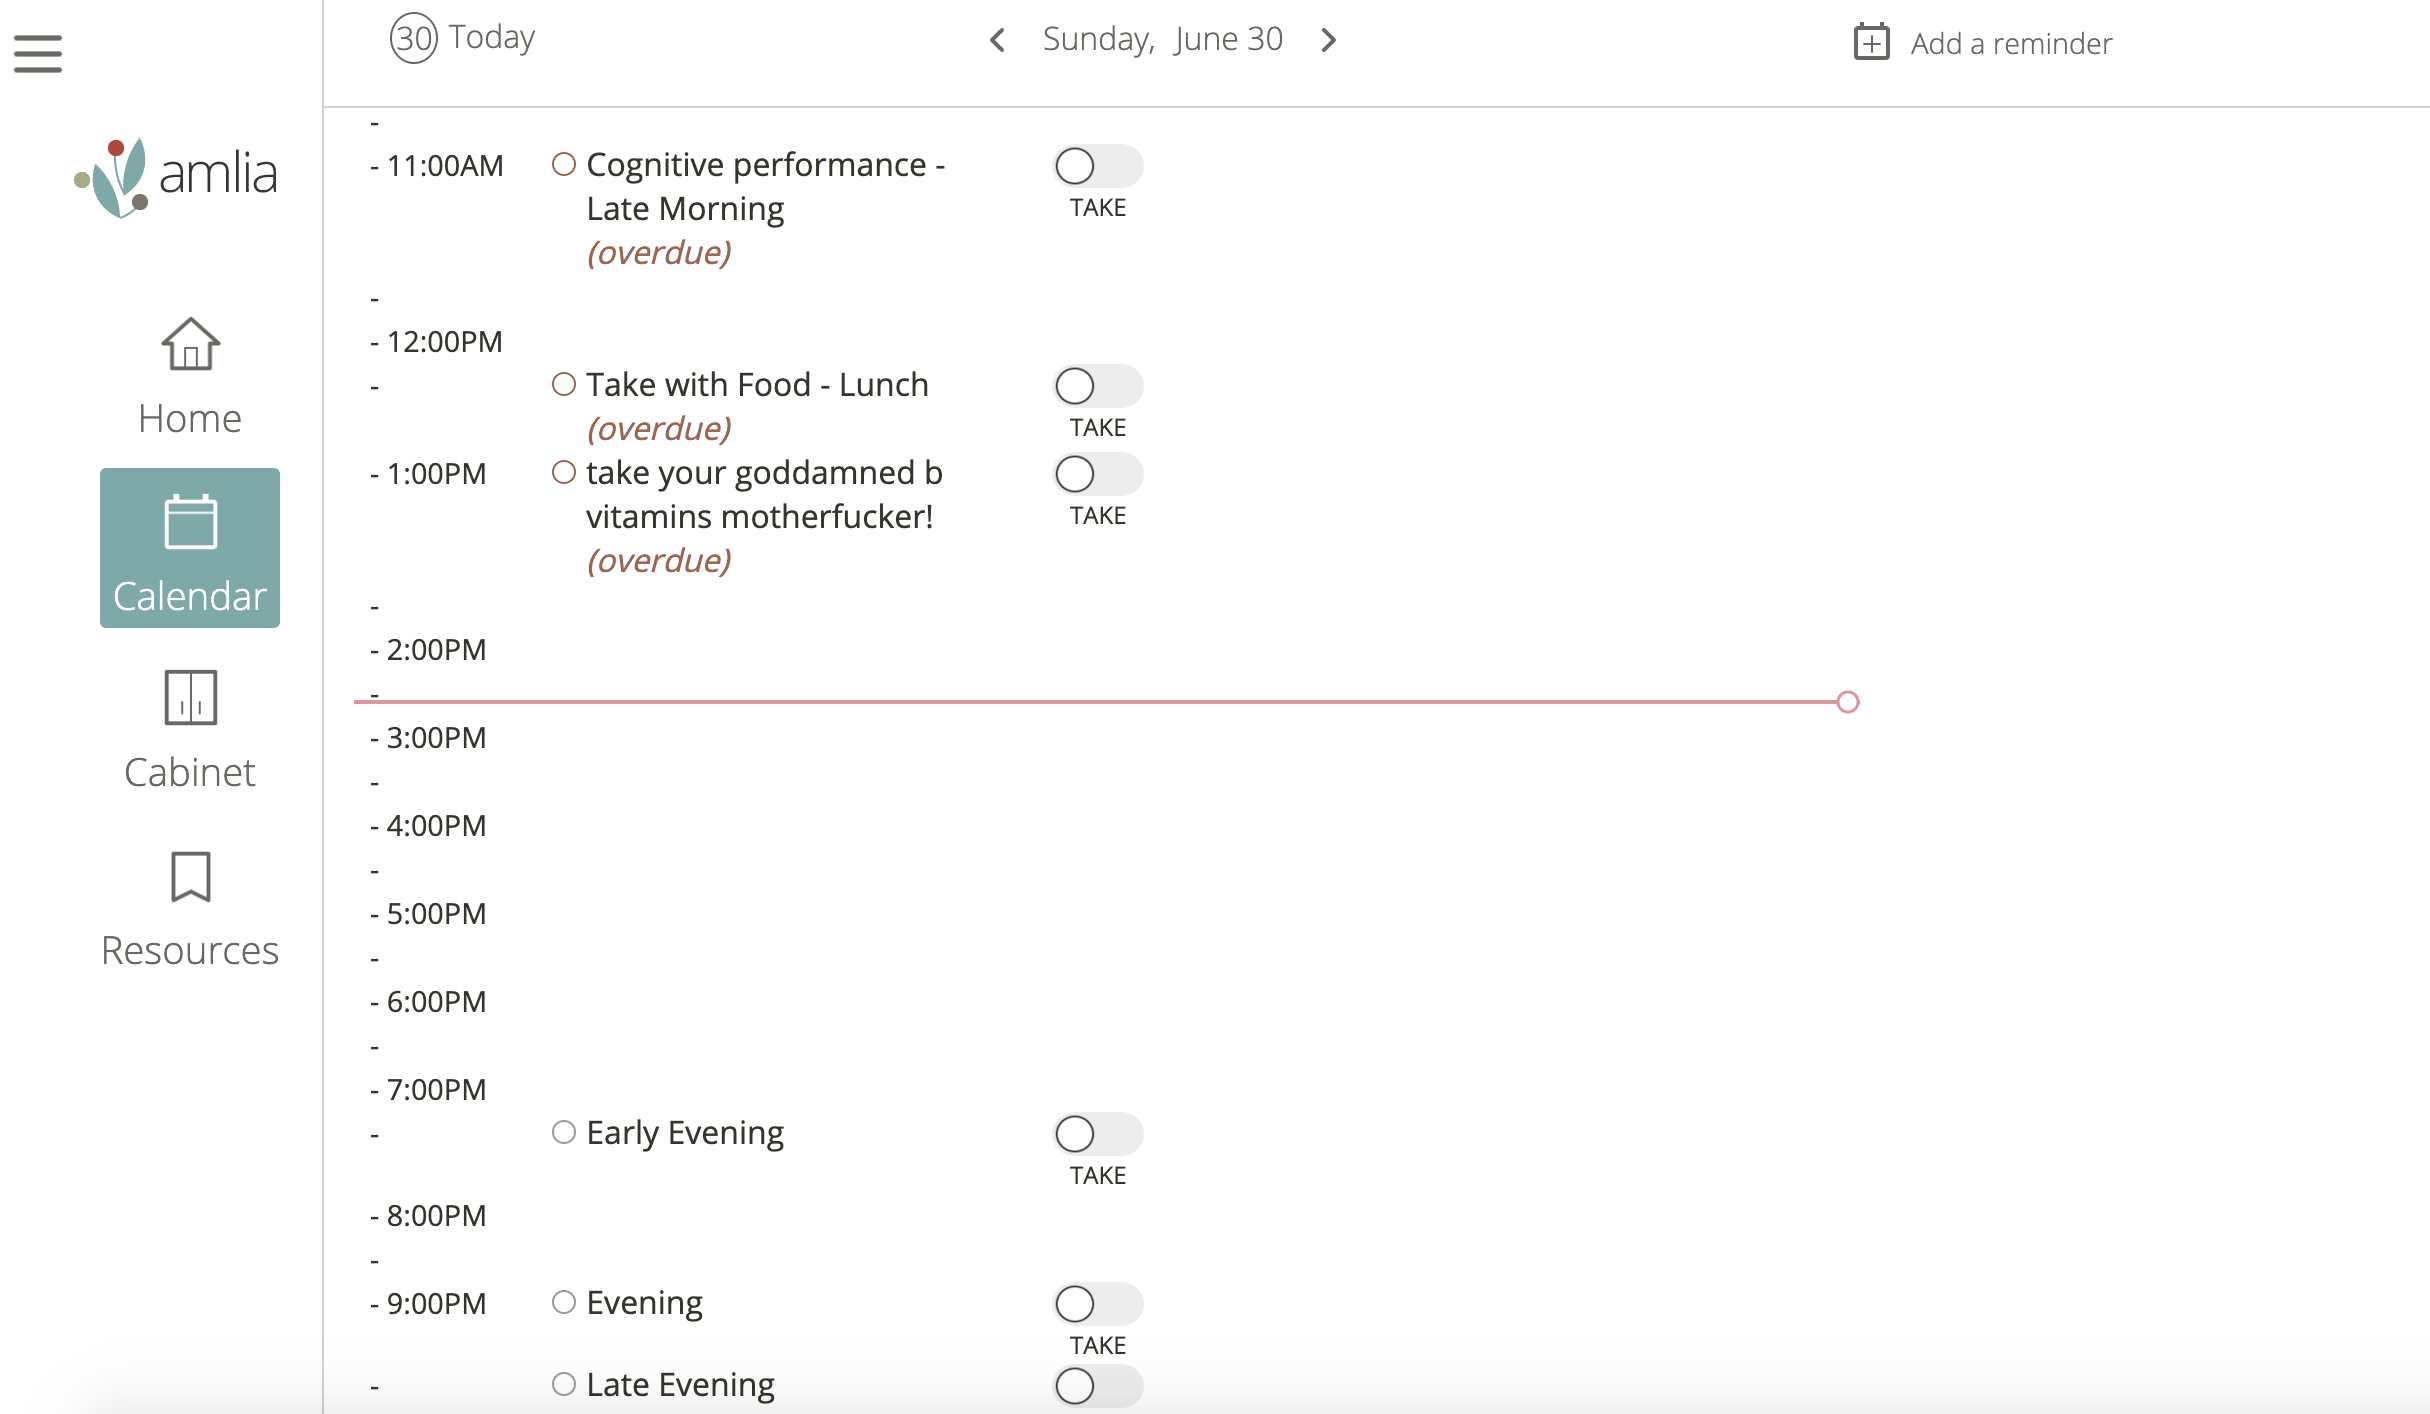 30 Today
Sunday, June 30
Add a reminder
amlia
Home
Calendar
Cabinet
Resources
-
- 11:00AM Cognitive performance -
Late Morning
TAKE
(overdue)
-
- 12:00PM
- Take with Food - Lunch
(overdue)
TAKE
- 1:00PM take your goddamned b
vitamins motherfucker!
TAKE
(overdue)
-
- 2:00PM
-
- 3:00PM
-
- 4:00PM
-
- 5:00PM
-
- 6:00PM
-
- 7:00PM
- Early Evening
TAKE
- 8:00PM
-
- 9:00PM Evening
TAKE
- Late Evening